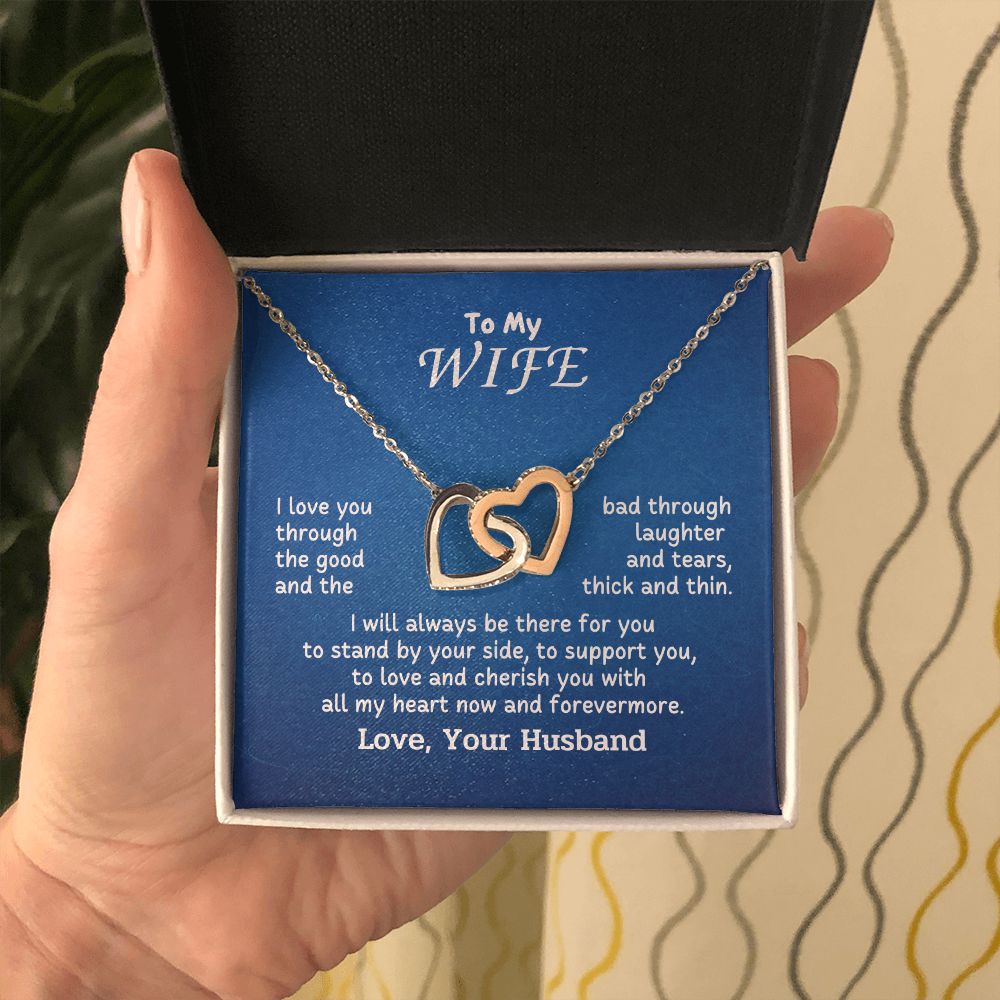 To My
WIFE
I love you
through
the good
and the
bad through
laughter
and tears,
thick and thin.
I will always be there for you
to stand by your side, to support you,
to love and cherish you with
all my heart now and forevermore.
Love, Your Husband